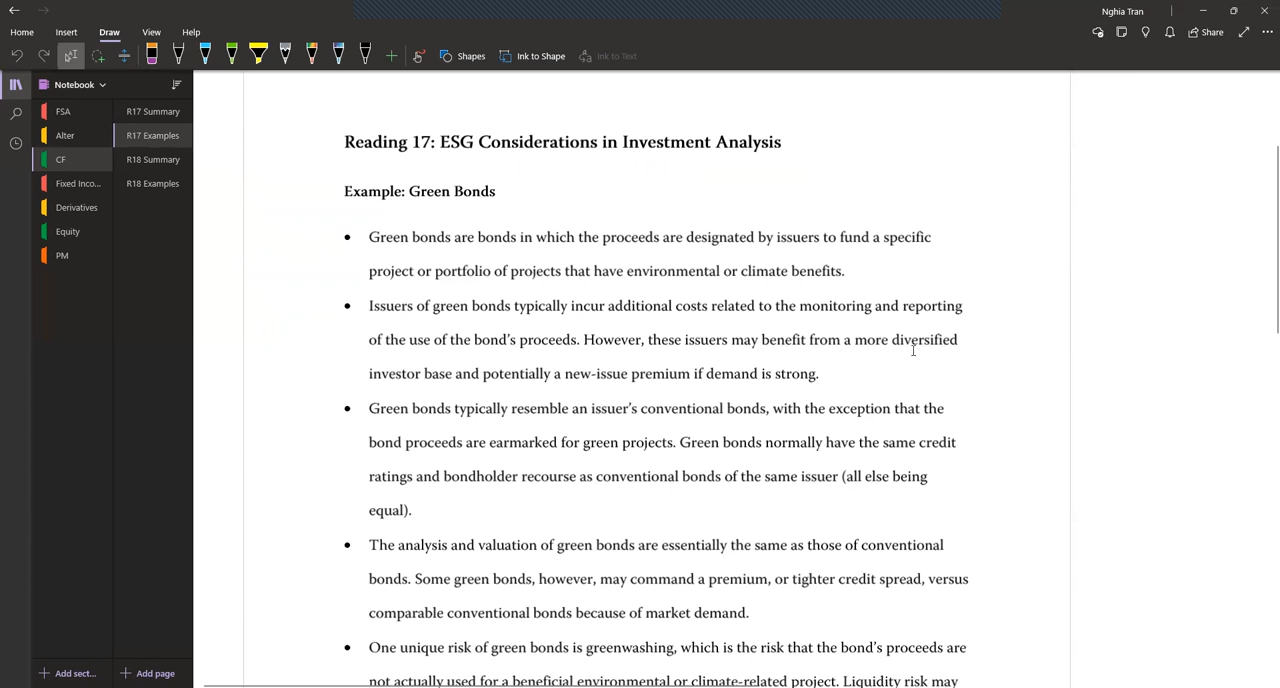 Nghia Tran
Home Insert Draw View Help
Share
Shapes Ink to Shape Ink to Text
Notebook
FSA
Alter
CF
Fixed Inco...
Derivatives
Equity
PM
R17 Summary
R17 Examples
R18 Summary
R18 Examples
Reading 17: ESG Considerations in Investment Analysis
Example: Green Bonds
• Green bonds are bonds in which the proceeds are designated by issuers to fund a specific
project or portfolio of projects that have environmental or climate benefits.
• Issuers of green bonds typically incur additional costs related to the monitoring and reporting
of the use of the bond’s proceeds. However, these issuers may benefit from a more diversified
investor base and potentially a new-issue premium if demand is strong.
• Green bonds typically resemble an issuer’s conventional bonds, with the exception that the
bond proceeds are earmarked for green projects. Green bonds normally have the same credit
ratings and bondholder recourse as conventional bonds of the same issuer (all else being
equal).
• The analysis and valuation of green bonds are essentially the same as those of conventional
bonds. Some green bonds, however, may command a premium, or tighter credit spread, versus
comparable conventional bonds because of market demand.
• One unique risk of green bonds is greenwashing, which is the risk that the bond’s proceeds are
not actually used for a beneficial environmental or climate-related project. Liquidity risk may
Add sect... Add page